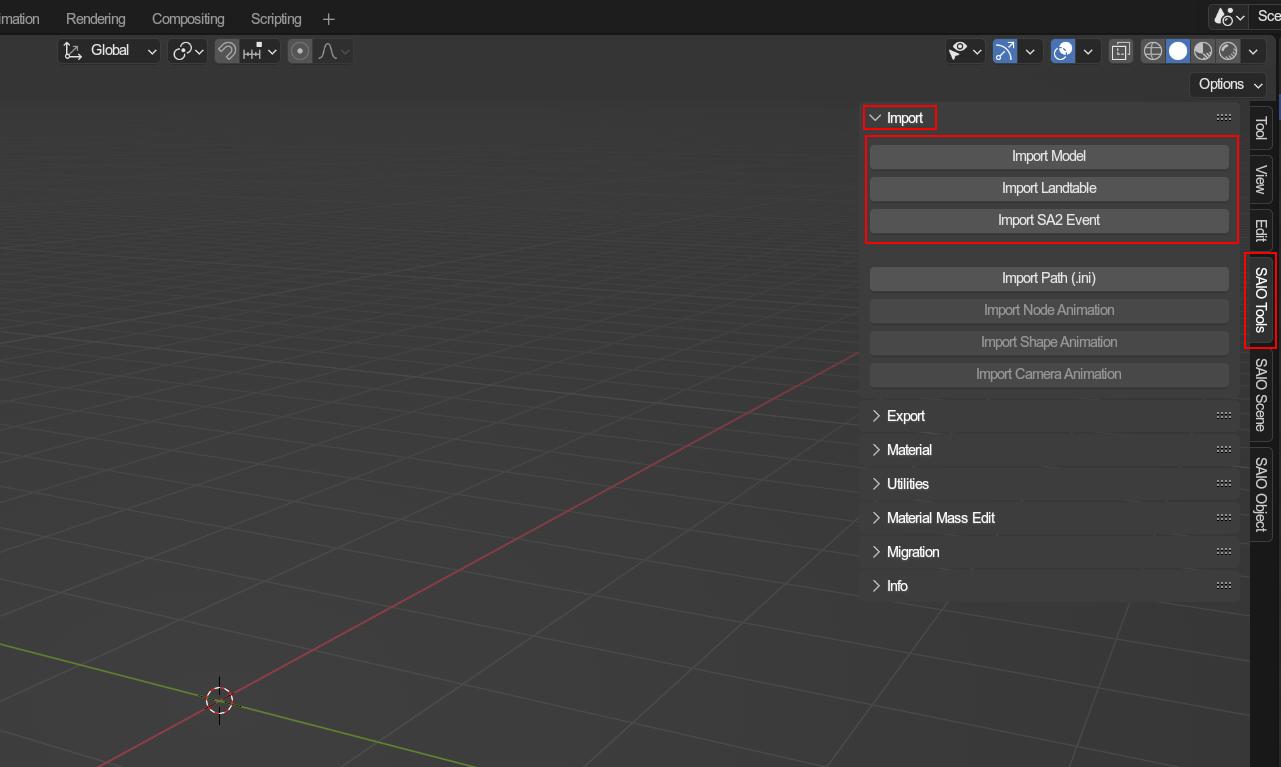 Rendering Compositing Scripting +
Global
Options
Import
Import Model
Import Landtable
Import SA2 Event
Import Path (.ini)
Import Node Animation
Import Shape Animation
Import Camera Animation
Export
Material
Utilities
Material Mass Edit
Migration
Info
Tool
View
Edit
SAIO Tools
SAIO Scene
SAIO Object